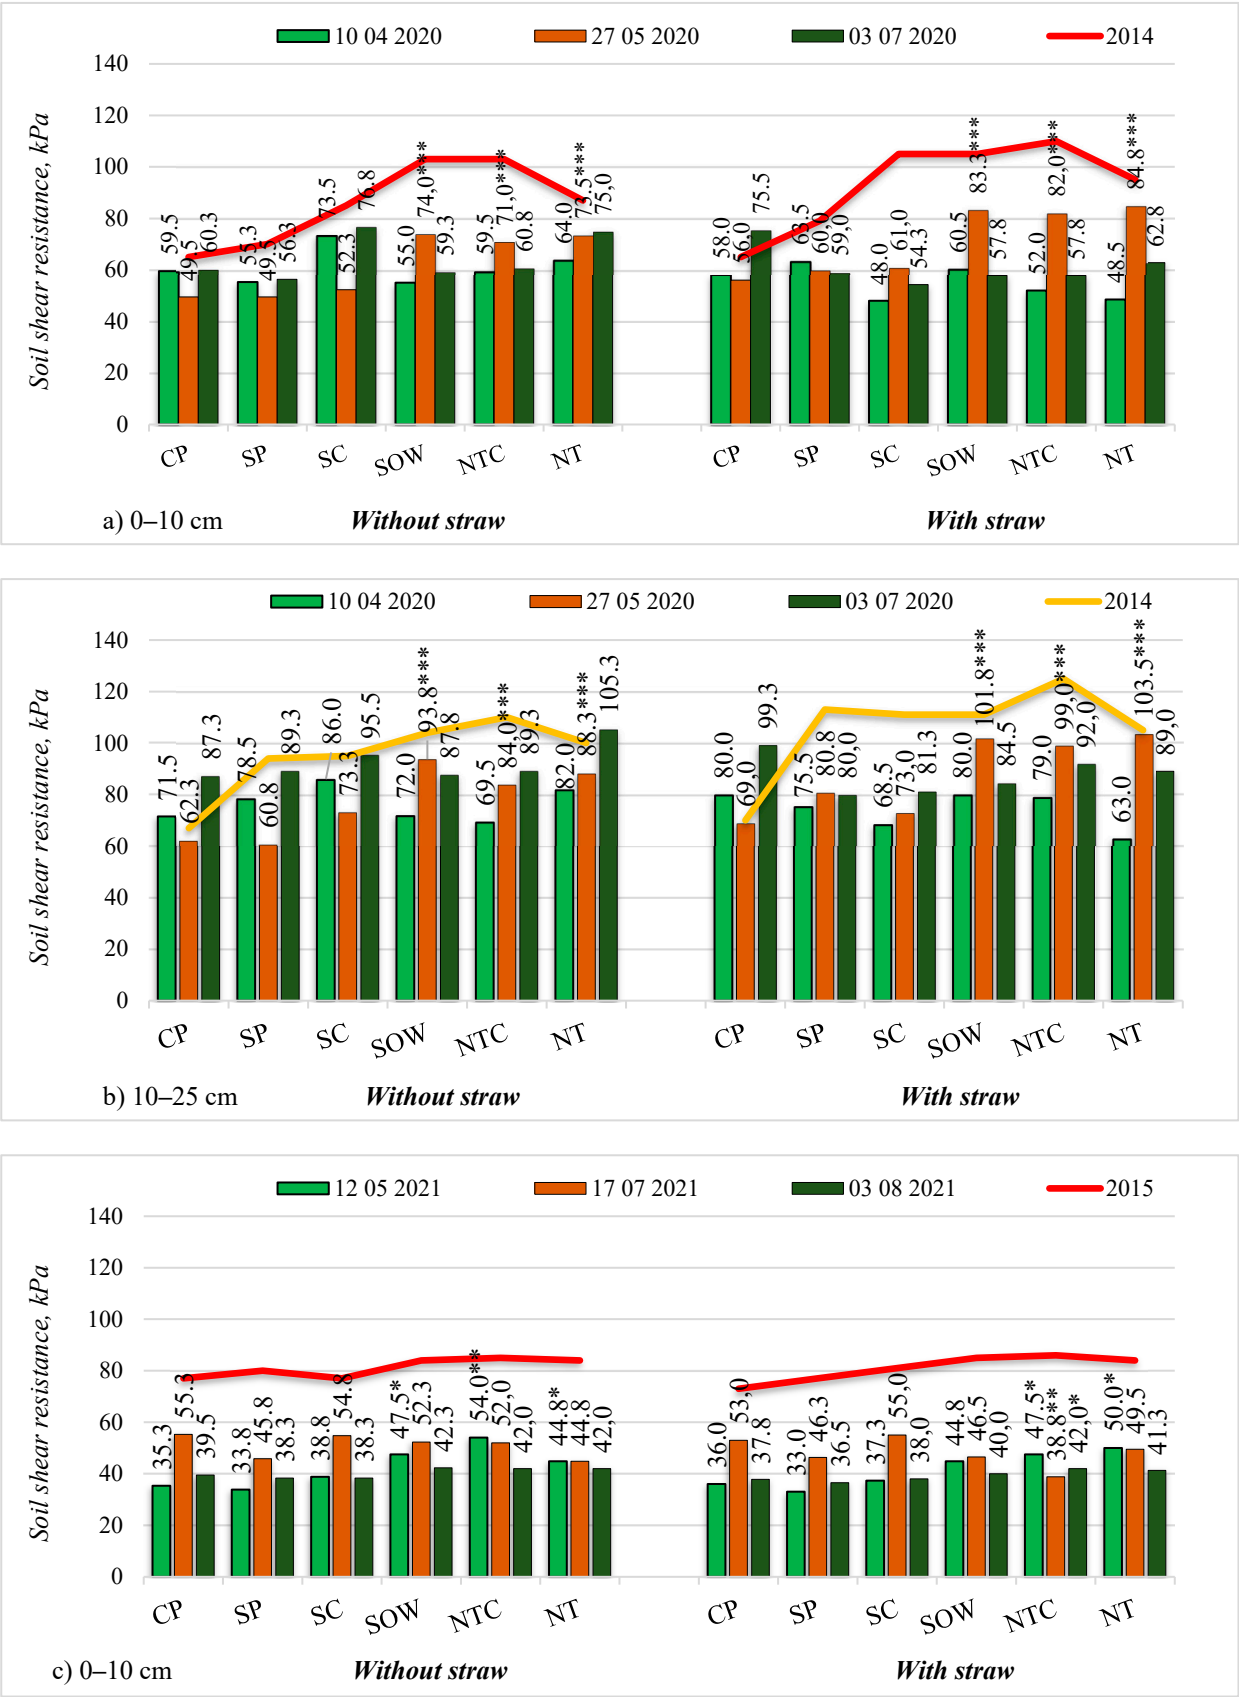 10 04 2020 27 05 2020 03 07 2020 2014
Soil shear resistance, kPa
140
120
100
80
60
40
20
0
59.5 49,5 60.3 55.3 49.5 56.3 73.5 52.3 76.8 55.0 74,0*** 59.3 59.5 71,0*** 60.8 64.0 73.5*** 75,0
58.0 56,0 75.5 63.5 60,0 59,0 48.0 61,0 54.3 60.5 83.3*** 57.8 52.0 82,0*** 57.8 48.5 84.8*** 62.8
CP SP SC SOW NTC NT CP SP SC SOW NTC NT
a) 0–10 cm Without straw With straw
10 04 2020 27 05 2020 03 07 2020 2014
Soil shear resistance, kPa
140
120
100
80
60
40
20
0
71.5 62.3 87.3 78.5 60.8 89.3 86.0 73.3 95.5 72.0 93.8*** 87.8 69.5 84,0*** 89.3 82.0 88.3*** 105.3
80.0 69,0 99.3 75.5 80.8 80,0 68.5 73,0 81.3 80.0 101.8*** 84.5 79.0 99,0*** 92,0 63.0 103.5*** 89,0
CP SP SC SOW NTC NT CP SP SC SOW NTC NT
b) 10–25 cm Without straw With straw
12 05 2021 17 07 2021 03 08 2021 2015
Soil shear resistance, kPa
140
120
100
80
60
40
20
0
35.3 55.3 39.5 33.8 45.8 38.3 38.8 54.8 38.3 47.5* 52.3 42.3 54.0** 52,0 42,0 44.8* 44.8 42,0
36.0 53,0 37.8 33.0 46.3 36.5 37.3 55,0 38,0 44.8 46.5 40,0 47.5* 38.8** 42,0* 50.0* 49.5 41.3
CP SP SC SOW NTC NT CP SP SC SOW NTC NT
c) 0–10 cm Without straw With straw